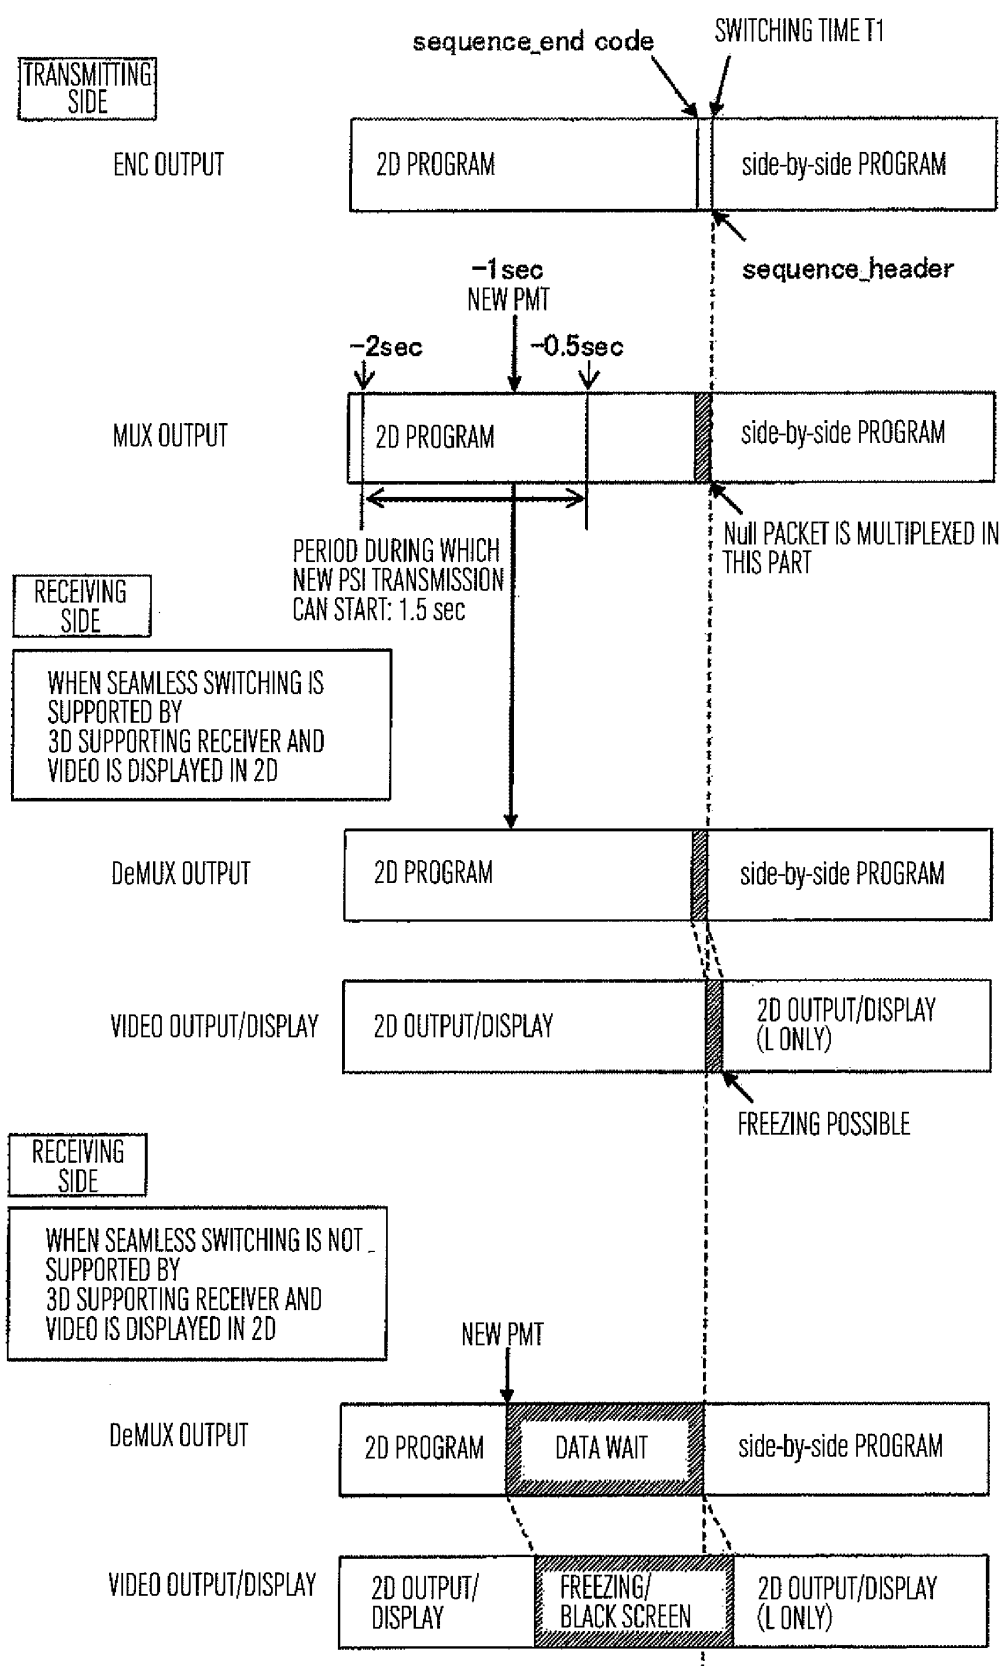 sequence_end code
SWITCHING TIME T1
TRANSMITTING
SIDE
ENC OUTPUT
2D PROGRAM
side-by-side PROGRAM
sequence_header
-1sec
NEW PMT
-2sec
-0.5sec
MUX OUTPUT
2D PROGRAM
side-by-side PROGRAM
Null PACKET IS MULTIPLEXED IN
THIS PART
PERIOD DURING WHICH
NEW PSI TRANSMISSION
CAN START: 1.5 sec
RECEIVING
SIDE
WHEN SEAMLESS SWITCHING IS
SUPPORTED BY
3D SUPPORTING RECEIVER AND
VIDEO IS DISPLAYED IN 2D
DeMUX OUTPUT
2D PROGRAM
side-by-side PROGRAM
VIDEO OUTPUT/DISPLAY
2D OUTPUT/DISPLAY
2D OUTPUT/DISPLAY
(L ONLY)
FREEZING POSSIBLE
RECEIVING
SIDE
WHEN SEAMLESS SWITCHING IS NOT
SUPPORTED BY
3D SUPPORTING RECEIVER AND
VIDEO IS DISPLAYED IN 2D
NEW PMT
DeMUX OUTPUT
2D PROGRAM
DATA WAIT
side-by-side PROGRAM
VIDEO OUTPUT/DISPLAY
2D OUTPUT/
DISPLAY
FREEZING/
BLACK SCREEN
2D OUTPUT/DISPLAY
(L ONLY)